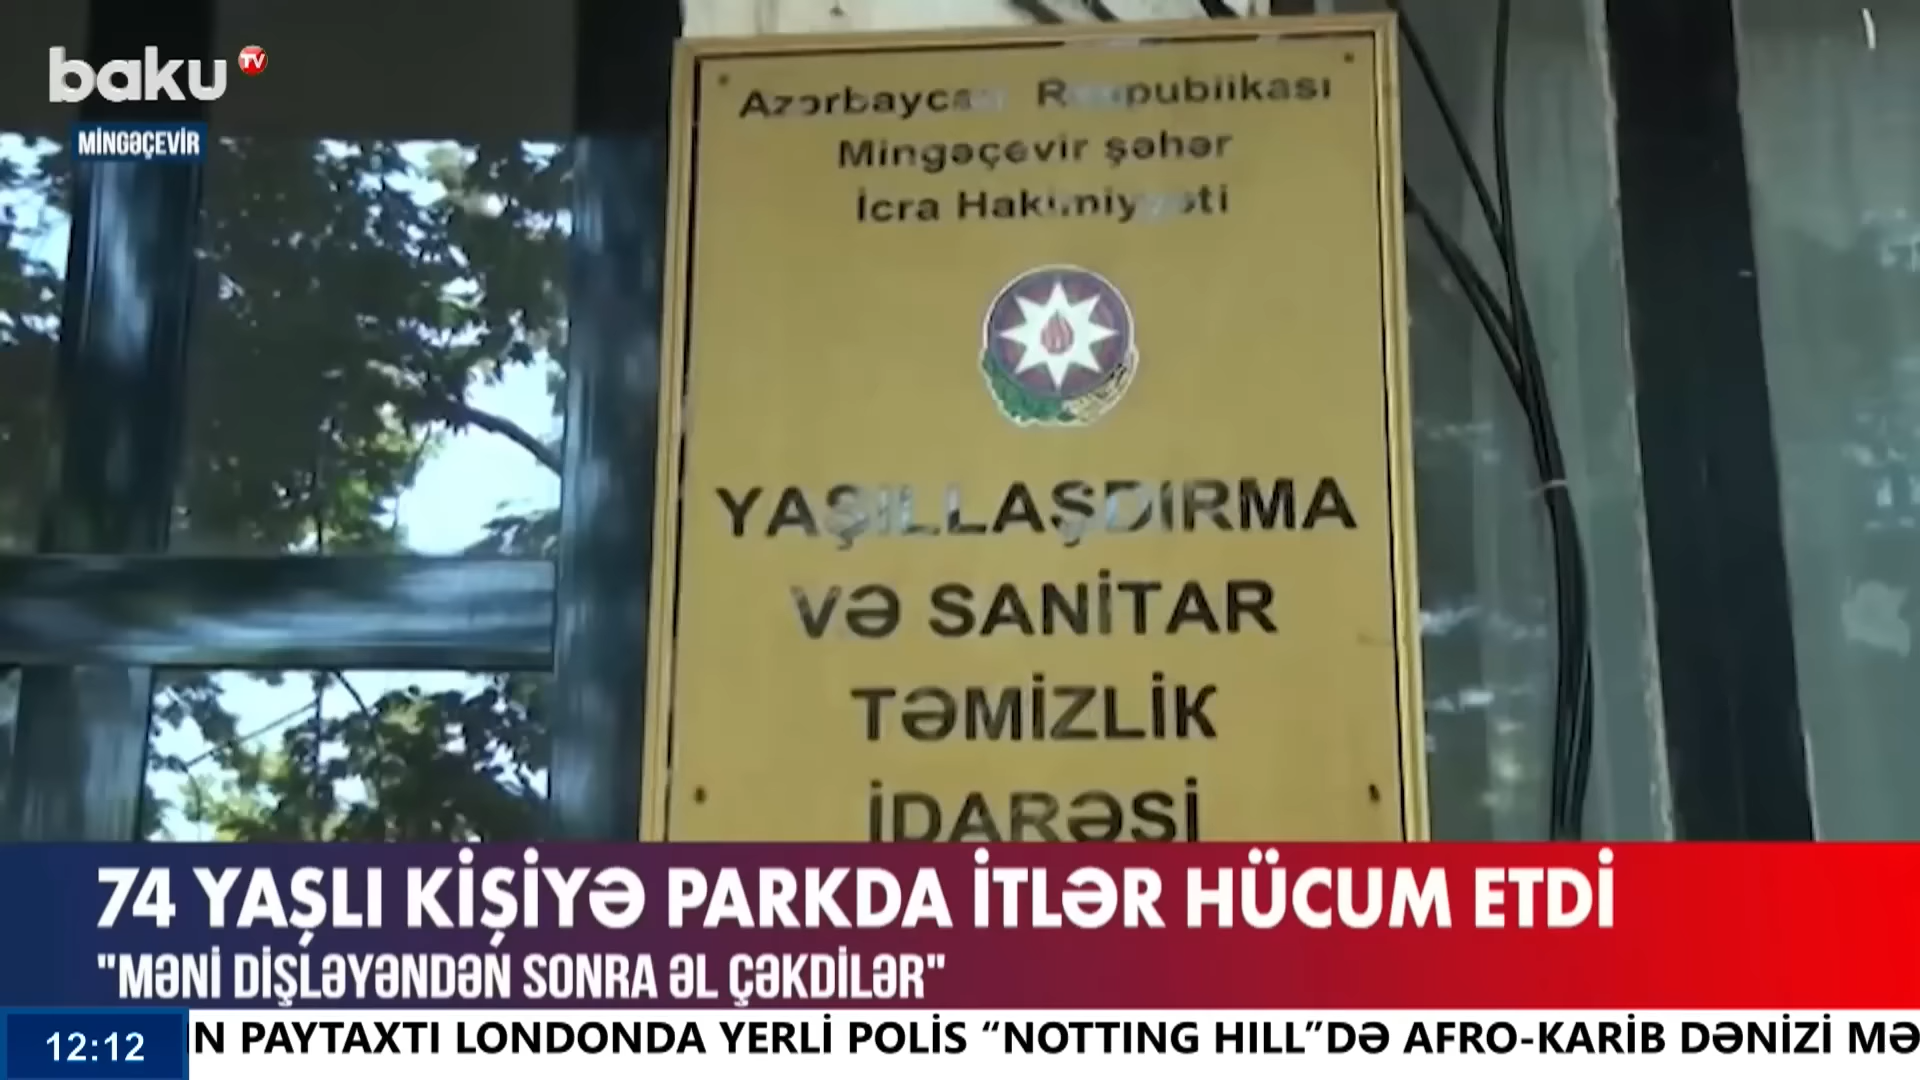 baku TV
MİNGƏÇEVİR
Azərbaycan Respublikası
Mingəçevir şəhər
İcra Hakimiyyəti
YAŞILLAŞDIRMA
VƏ SANİTAR
TƏMİZLİK
İDARƏSİ
74 YAŞLI KİŞİYƏ PARKDA İTLƏR HÜCUM ETDİ
"MƏNİ DİŞLƏYƏNDƏN SONRA ƏL ÇƏKDİLƏR"
12:12
N PAYTAXTI LONDONDA YERLİ POLİS “NOTTING HILL”DƏ AFRO-KARİB DƏNİZİ MƏ